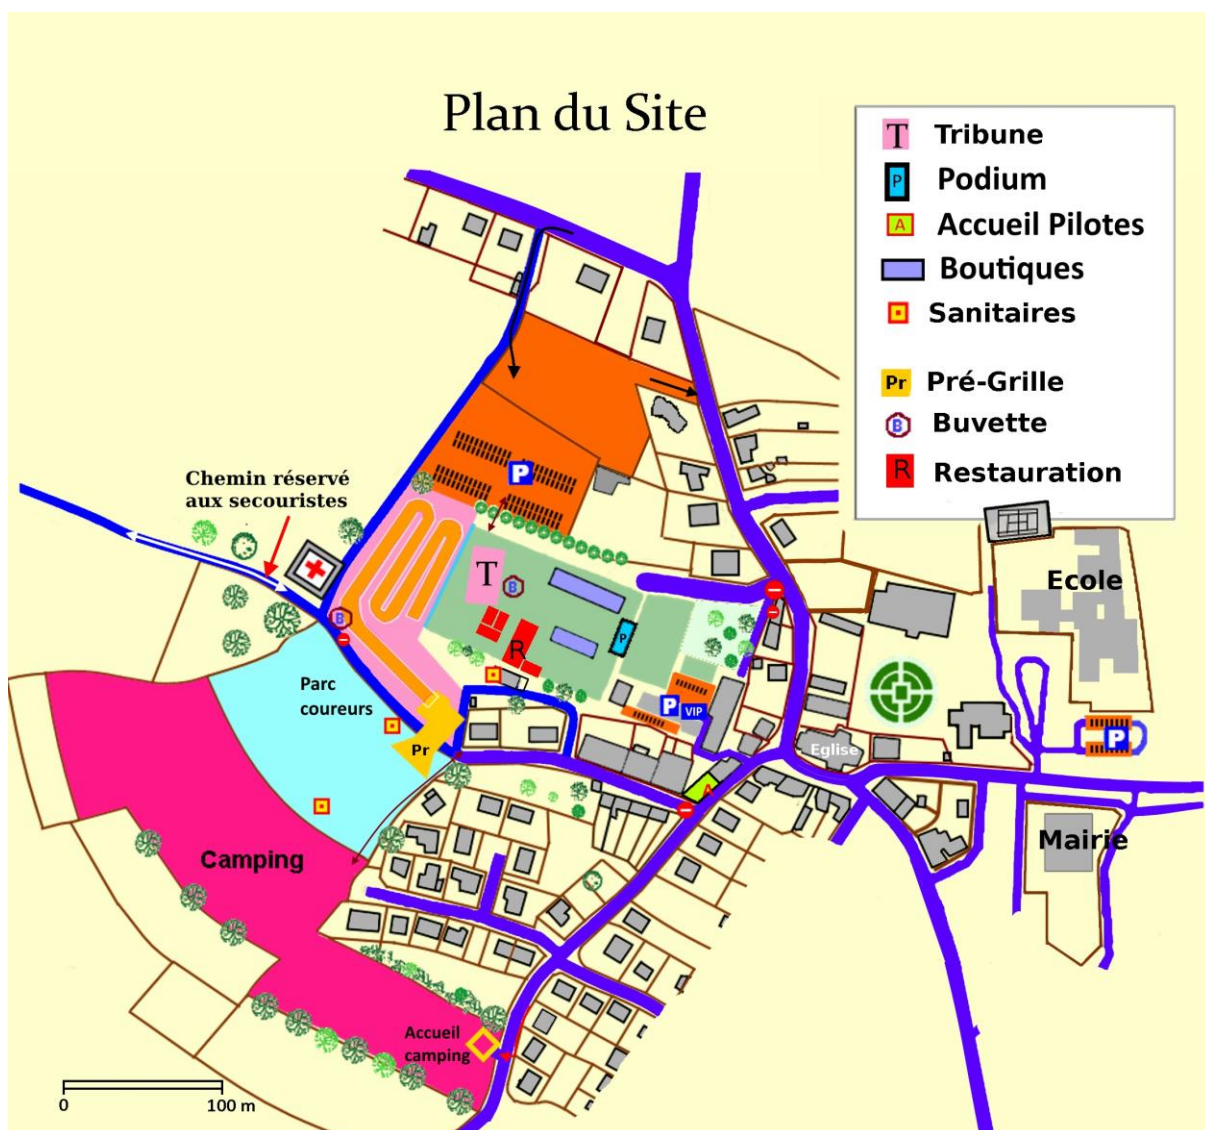 Plan du Site
T Tribune
P Podium
A Accueil Pilotes
Boutiques
Sanitaires
Pr Pré-Grille
B Buvette
R Restauration
Chemin réservé
aux secouristes
P
T
B
B
R
P
Ecole
Parc
coureurs
P VIP
P
Pr
Eglise
A
Mairie
Camping
Accueil
camping
0 100 m